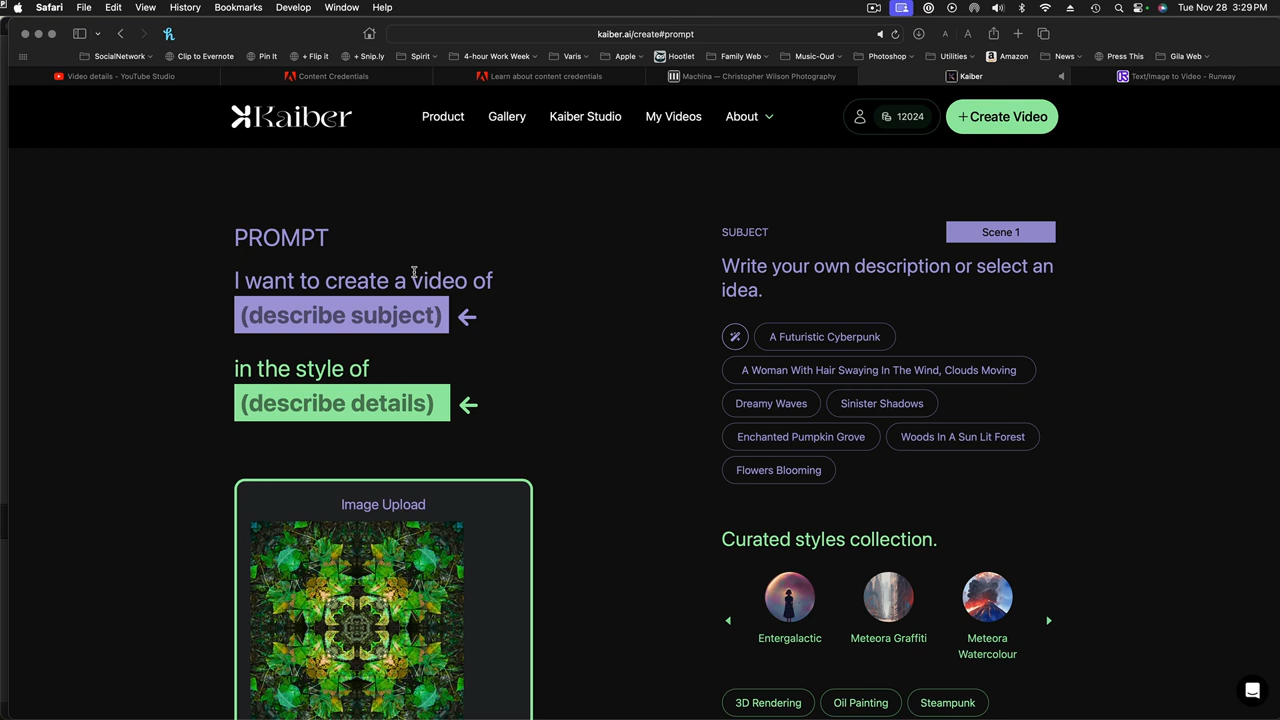 Safari File Edit View History Bookmarks Develop Window Help Tue Nov 28 3:29 PM
kaiber.ai/create#prompt A A
SocialNetwork Clip to Evernote Pin It + Flip it + Snip.ly Spirit 4-hour Work Week Varis Apple Hootlet Family Web Music-Oud Photoshop Utilities Amazon News Press This Gila Web
Video details - YouTube Studio Content Credentials Learn about content credentials Machina — Christopher Wilson Photography Kaiber Text/Image to Video - Runway
Kaiber Product Gallery Kaiber Studio My Videos About 12024 +Create Video
PROMPT
I want to create a video of
(describe subject)
in the style of
(describe details)
Image Upload
SUBJECT Scene 1
Write your own description or select an
idea.
A Futuristic Cyberpunk
A Woman With Hair Swaying In The Wind, Clouds Moving
Dreamy Waves Sinister Shadows
Enchanted Pumpkin Grove Woods In A Sun Lit Forest
Flowers Blooming
Curated styles collection.
Entergalactic Meteora Graffiti Meteora
Watercolour
3D Rendering Oil Painting Steampunk